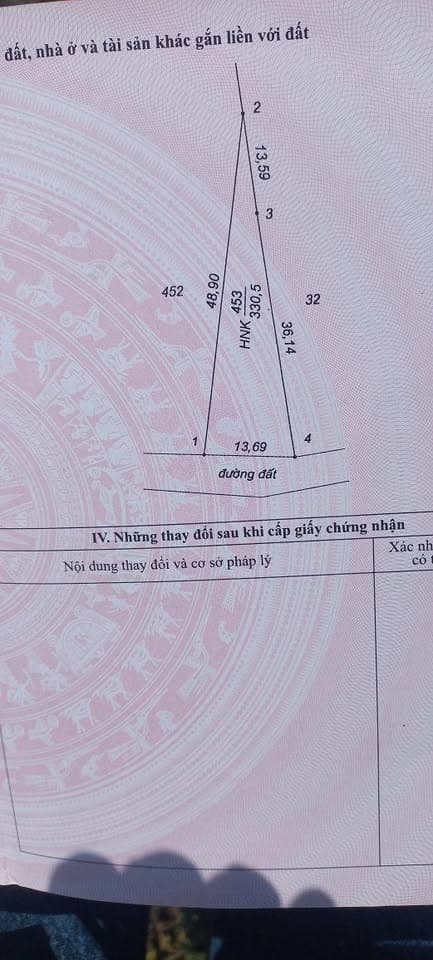 đất, nhà ở và tài sản khác gắn liền với đất
2
13,59
3
452
48,90
HNK 453
330,5
32
36,14
1
13,69
4
đường đất
IV. Những thay đổi sau khi cấp giấy chứng nhận
Nội dung thay đổi và cơ sở pháp lý
Xác nh
có t